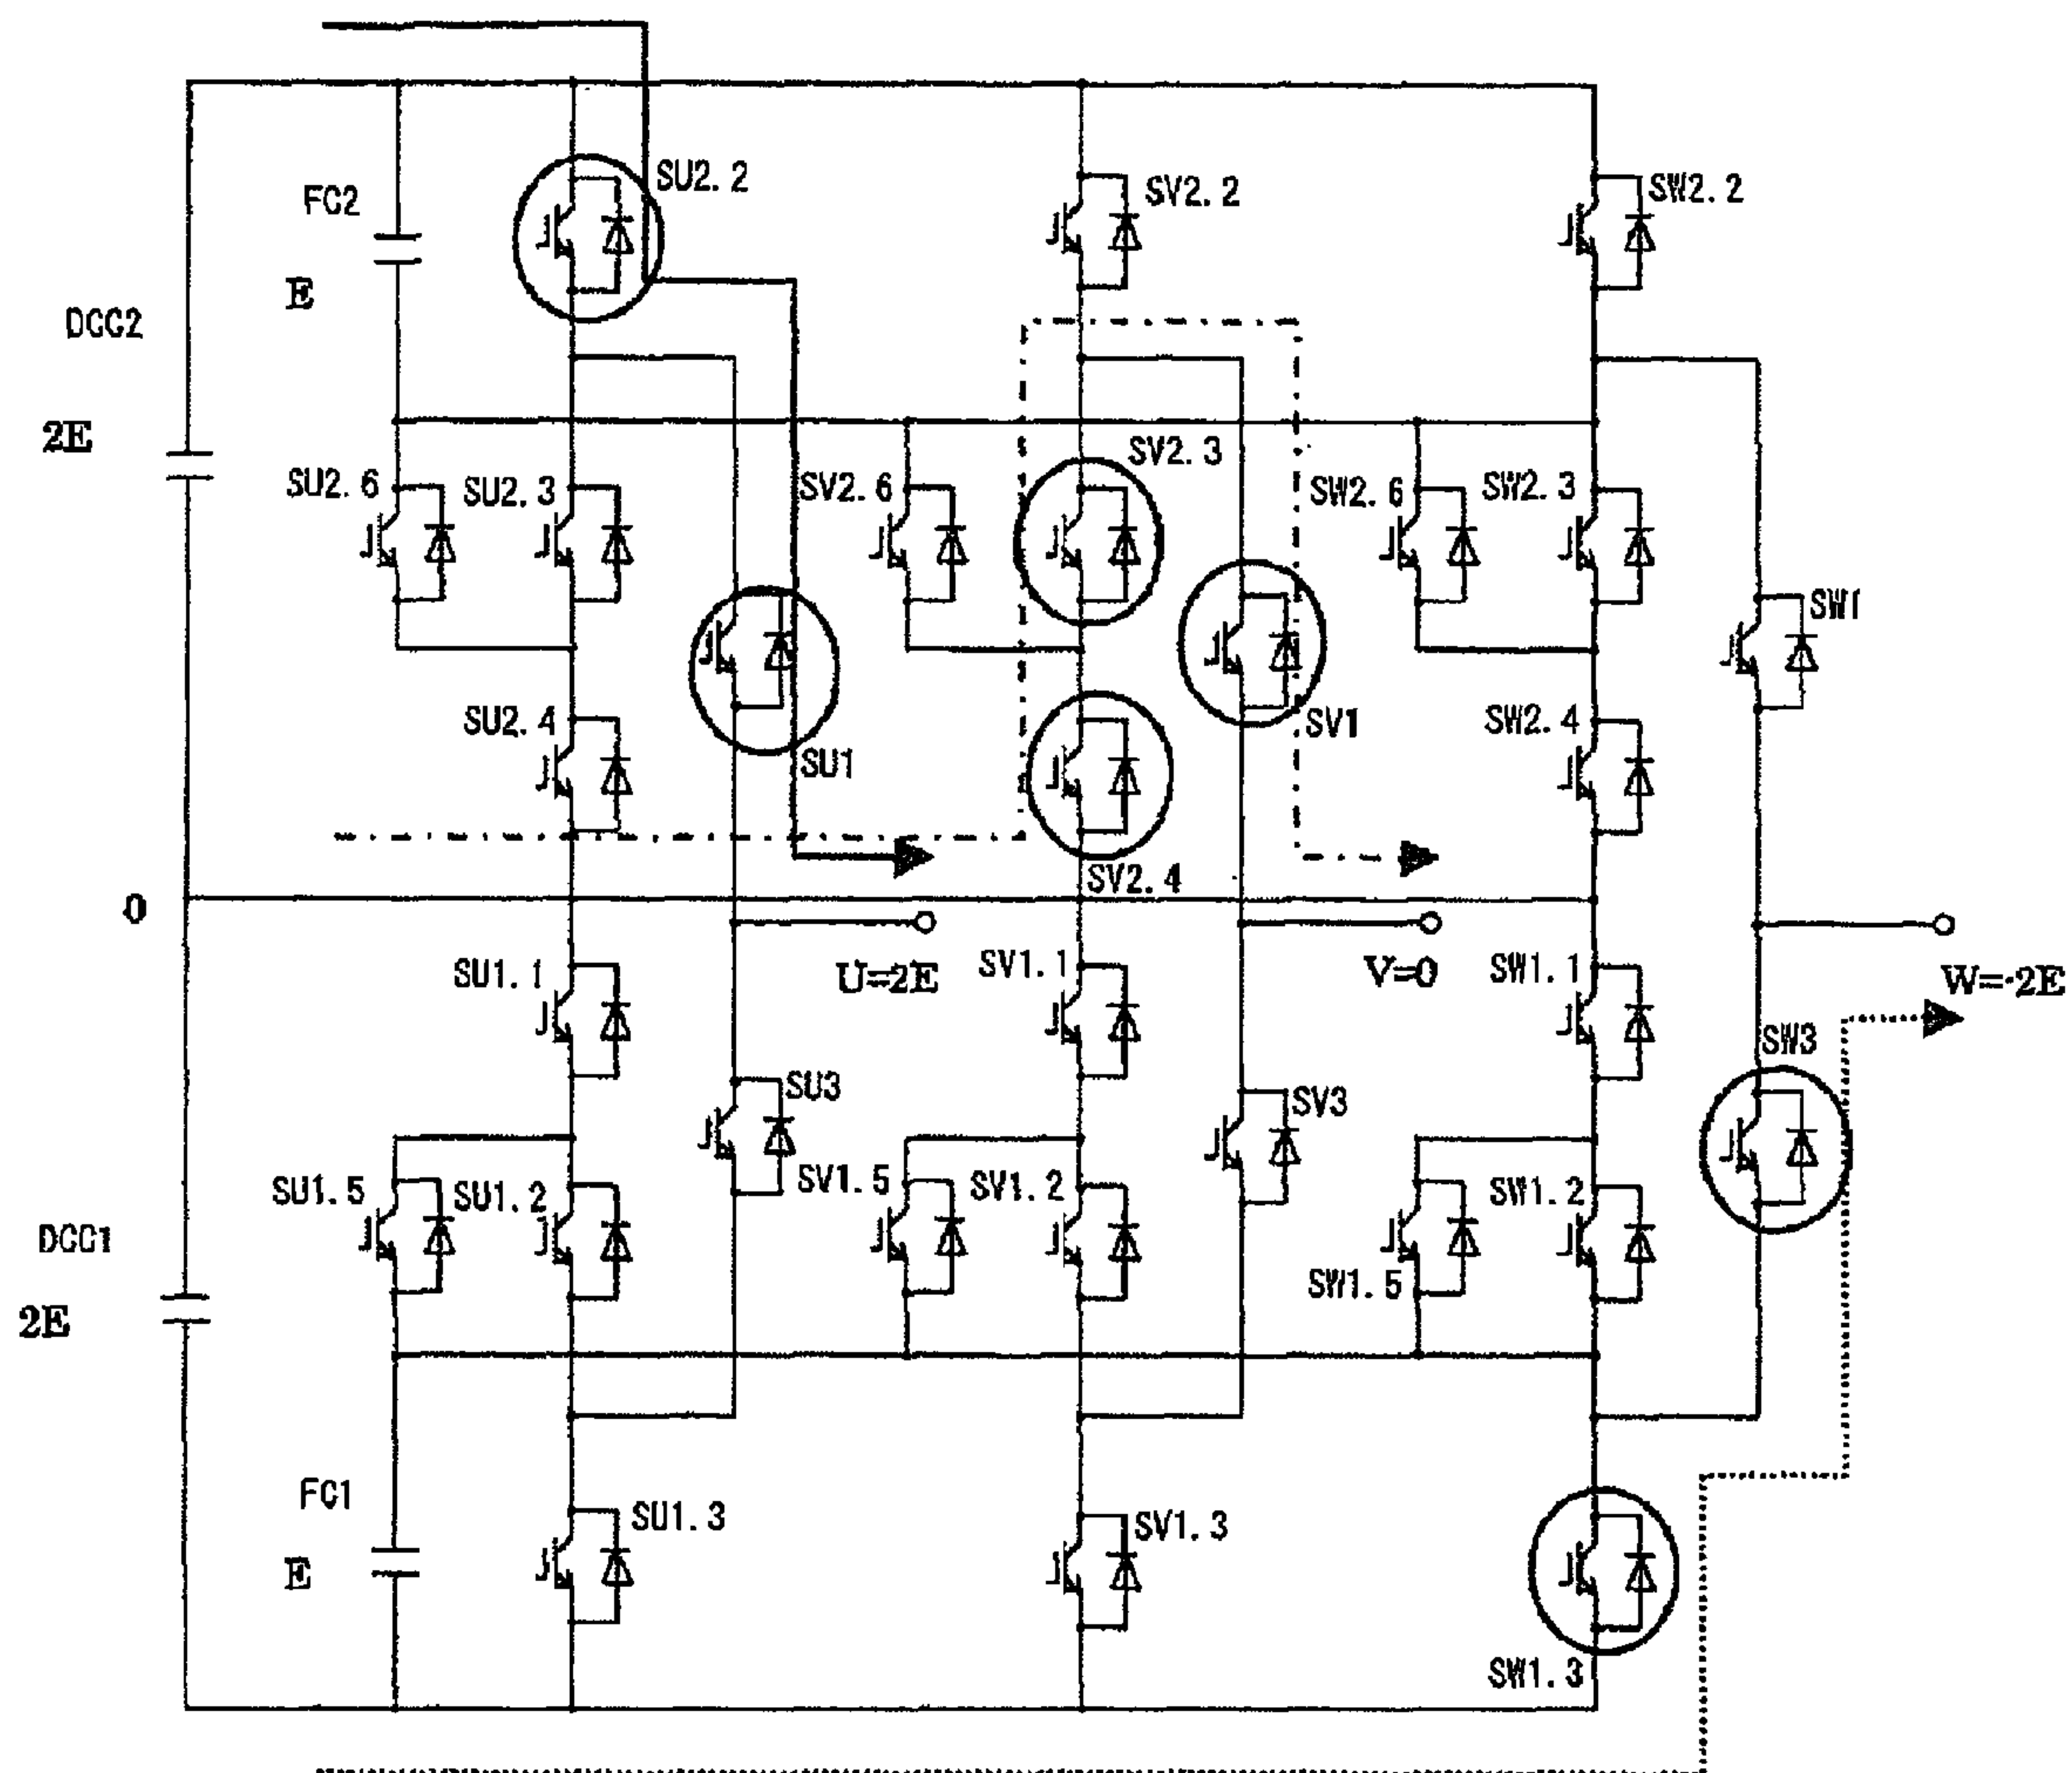 SU2.2
SV2.2
SW2.2
FC2
E
DCC2
2E
SU2.6
SU2.3
SV2.6
SV2.3
SW2.6
SW2.3
SW1
SU2.4
SU1
SV1
SW2.4
SV2.4
0
U=2E
V=0
W=-2E
SU1.1
SV1.1
SW1.1
SW3
SU3
SV3
SU1.5
SU1.2
SV1.5
SV1.2
SW1.2
SW1.5
DCC1
2E
FC1
E
SU1.3
SV1.3
SW1.3